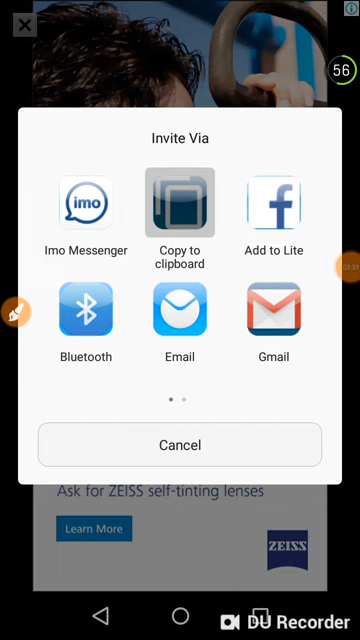 56
Invite Via
imo
Imo Messenger
Copy to
clipboard
Add to Lite
Bluetooth
Email
Gmail
Cancel
Ask for ZEISS self-tinting lenses
Learn More
ZEISS
DU Recorder